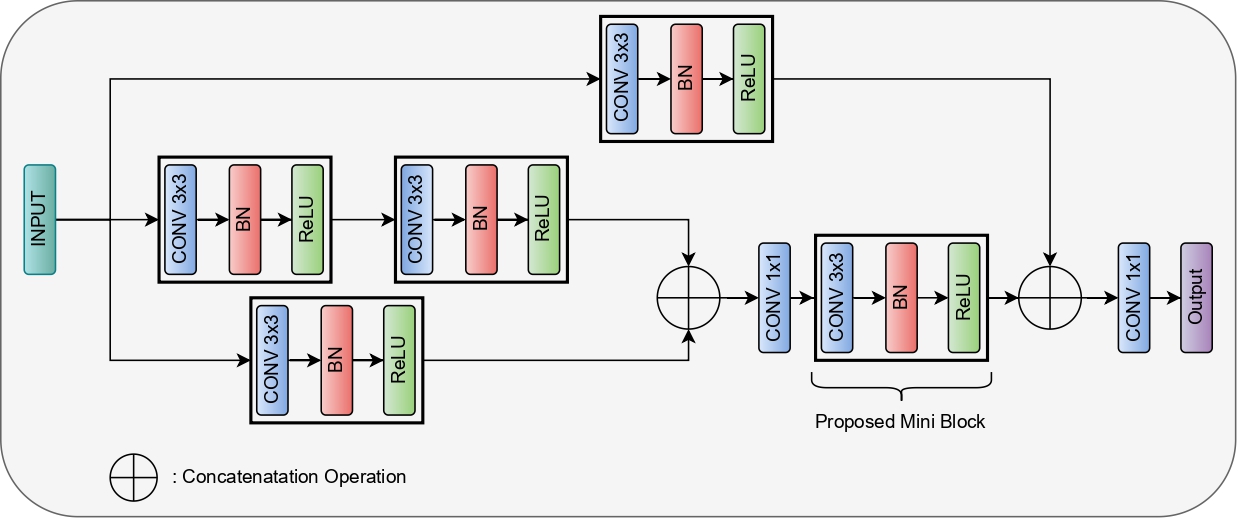 CONV 3x3
BN
ReLU
INPUT
CONV 3x3
BN
ReLU
CONV 3x3
BN
ReLU
CONV 3x3
BN
ReLU
CONV 1x1
CONV 3x3
BN
ReLU
CONV 1x1
Output
Proposed Mini Block
: Concatenatation Operation